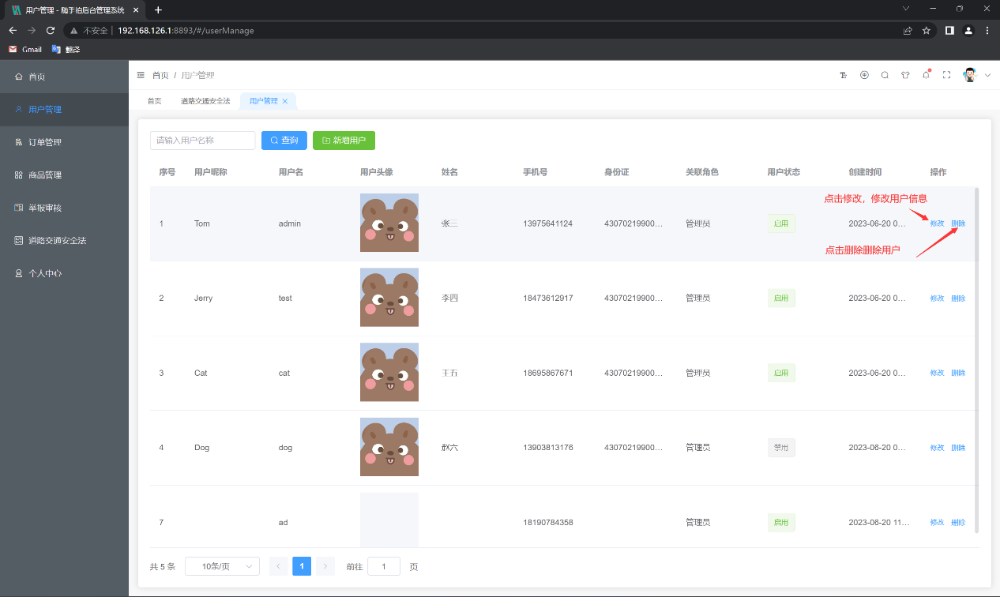 用户管理 - 随手拍后台管理系统
不安全 192.168.126.1:8893/#/userManage
Gmail 翻译
首页
用户管理
订单管理
商品管理
举报审核
道路交通安全法
个人中心
首页 / 用户管理
首页 道路交通安全法 用户管理
请输入用户名称 查询 新增用户
序号 用户昵称 用户名 用户头像 姓名 手机号 身份证 关联角色 用户状态 创建时间 操作
点击修改，修改用户信息
1 Tom admin 张三 13975641124 43070219900... 管理员 启用 2023-06-20 0... 修改 删除
点击删除删除用户
2 Jerry test 李四 18473612917 43070219900... 管理员 启用 2023-06-20 0... 修改 删除
3 Cat cat 王五 18695867671 43070219900... 管理员 启用 2023-06-20 0... 修改 删除
4 Dog dog 赵六 13903813176 43070219900... 管理员 禁用 2023-06-20 0... 修改 删除
7 ad 18190784358 管理员 启用 2023-06-20 11... 修改 删除
共 5 条 10条/页 1 前往 1 页